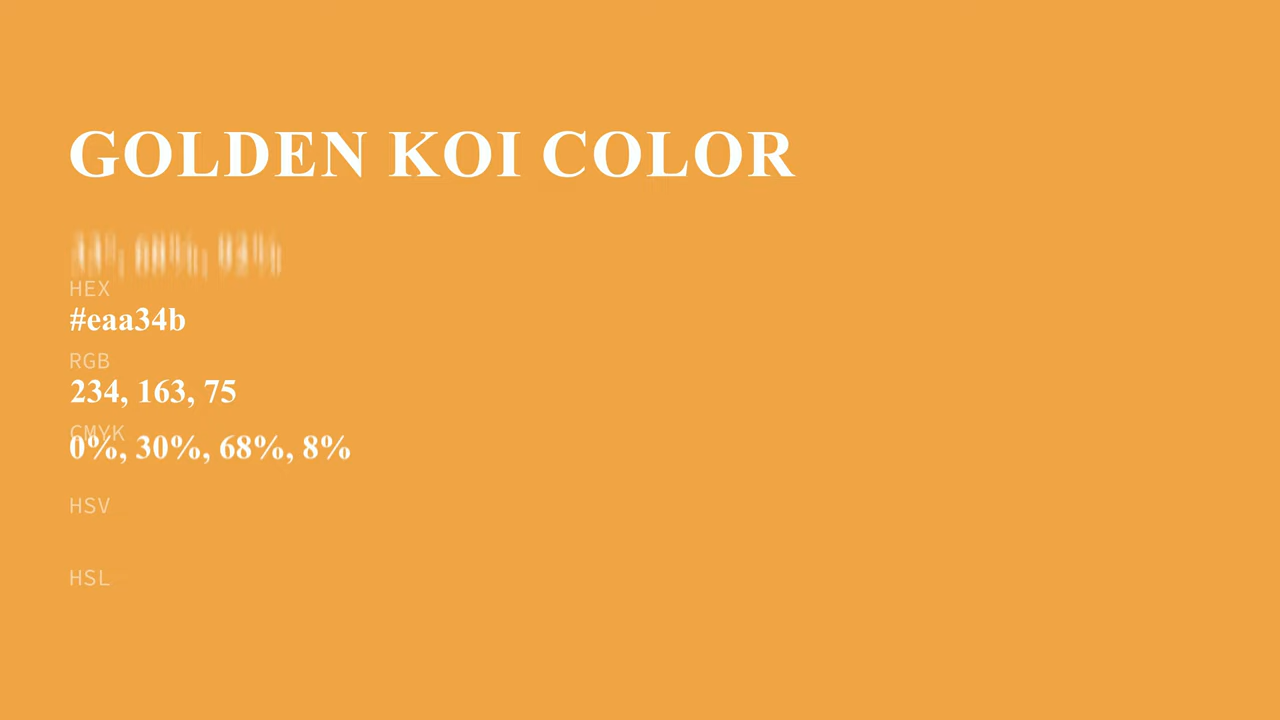 GOLDEN KOI COLOR
HEX
#eaa34b
RGB
234, 163, 75
CMYK
0%, 30%, 68%, 8%
HSV
HSL